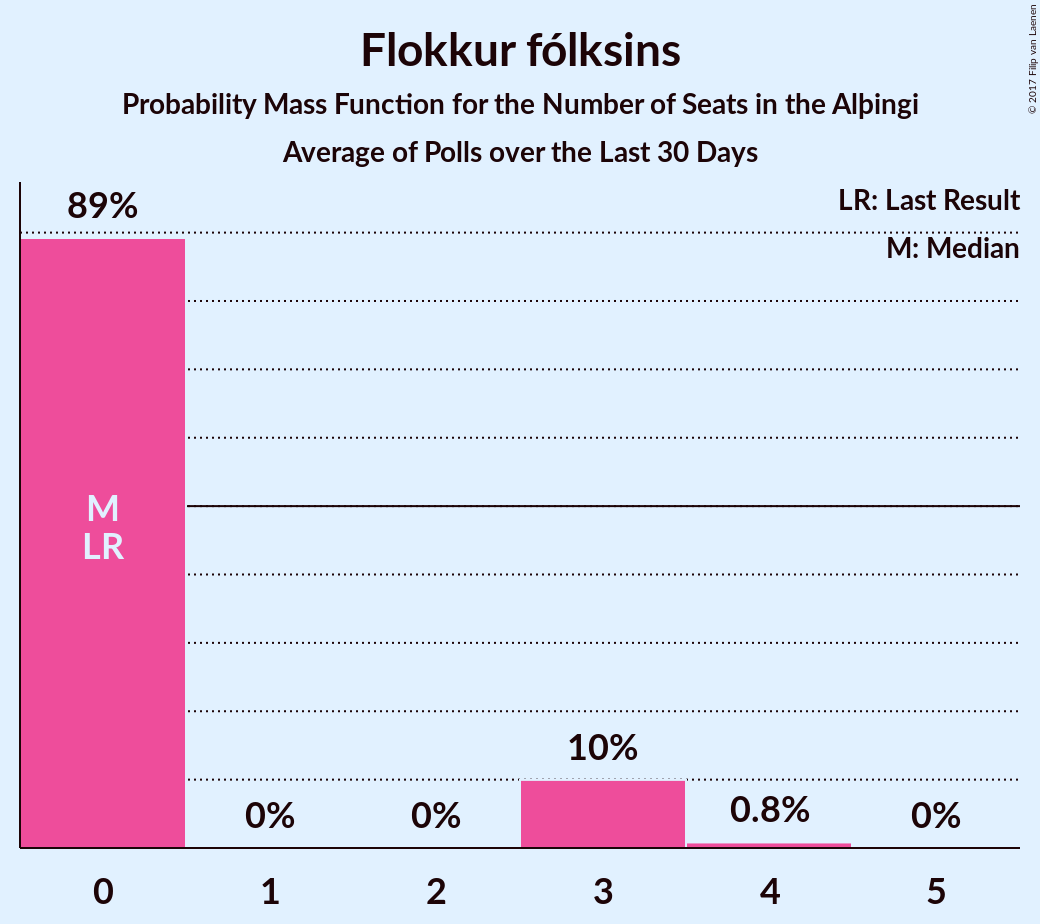 Flokkur fólksins
Probability Mass Function for the Number of Seats in the Alþingi
Average of Polls over the Last 30 Days
© 2017 Filip van Laenen
LR: Last Result
M: Median
89%
M
LR
0%
0%
10%
0.8%
0%
0 1 2 3 4 5